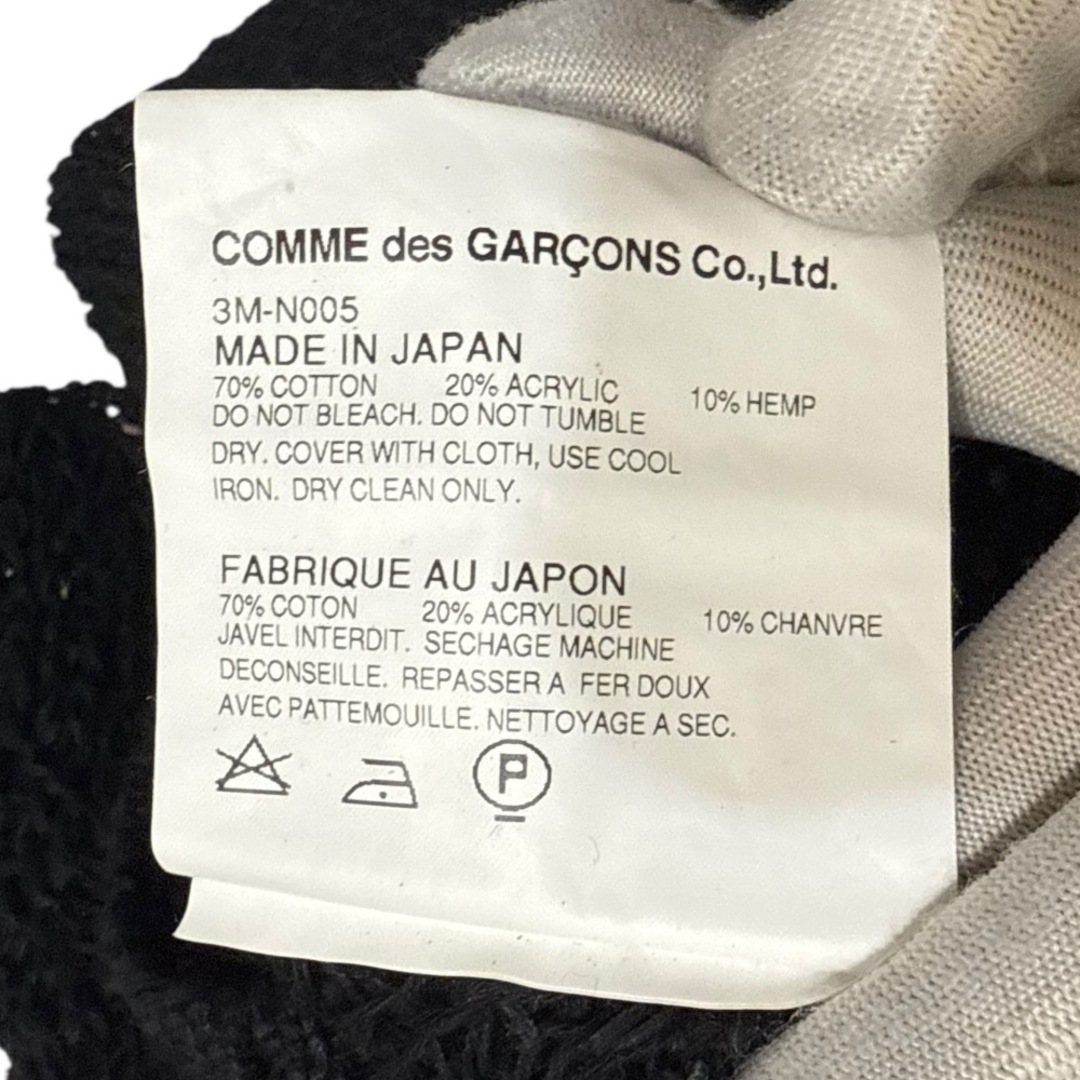 COMME des GARÇONS Co.,Ltd.
3M-N005
MADE IN JAPAN
70% COTTON 20% ACRYLIC 10% HEMP
DO NOT BLEACH. DO NOT TUMBLE
DRY. COVER WITH CLOTH, USE COOL
IRON. DRY CLEAN ONLY.
FABRIQUE AU JAPON
70% COTON 20% ACRYLIQUE 10% CHANVRE
JAVEL INTERDIT. SECHAGE MACHINE
DECONSEILLE. REPASSER A FER DOUX
AVEC PATTEMOUILLE. NETTOYAGE A SEC.
P